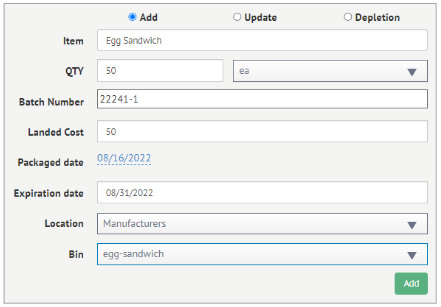 Add Update Depletion
Item Egg Sandwich
QTY 50 ea
Batch Number 22241-1
Landed Cost 50
Packaged date 08/16/2022
Expiration date 08/31/2022
Location Manufacturers
Bin egg-sandwich
Add